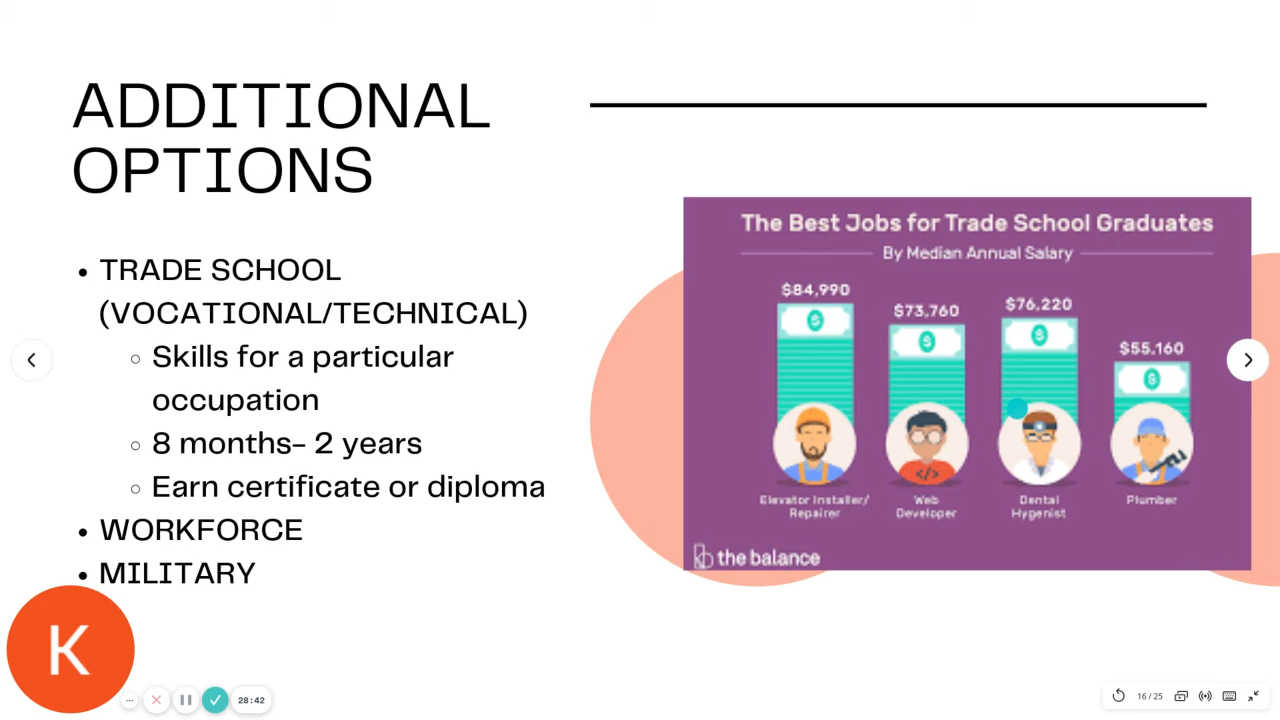 ADDITIONAL
OPTIONS
• TRADE SCHOOL
(VOCATIONAL/TECHNICAL)
○ Skills for a particular
occupation
○ 8 months- 2 years
○ Earn certificate or diploma
• WORKFORCE
• MILITARY
The Best Jobs for Trade School Graduates
By Median Annual Salary
$84,990
$73,760
$76,220
$55,160
Elevator Installer/
Repairer
Web
Developer
Dental
Hygenist
Plumber
the balance
K
28:42
16 / 25